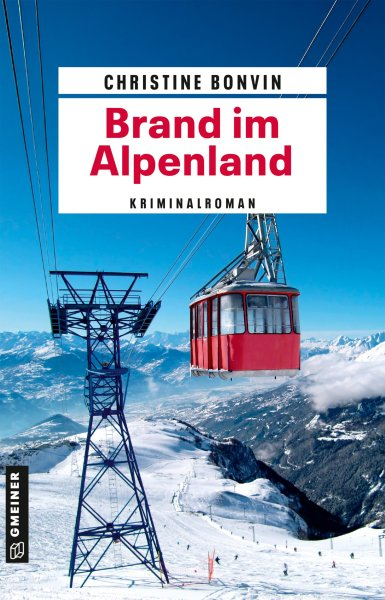 CHRISTINE BONVIN
Brand im
Alpenland
KRIMINALROMAN
GMEINER